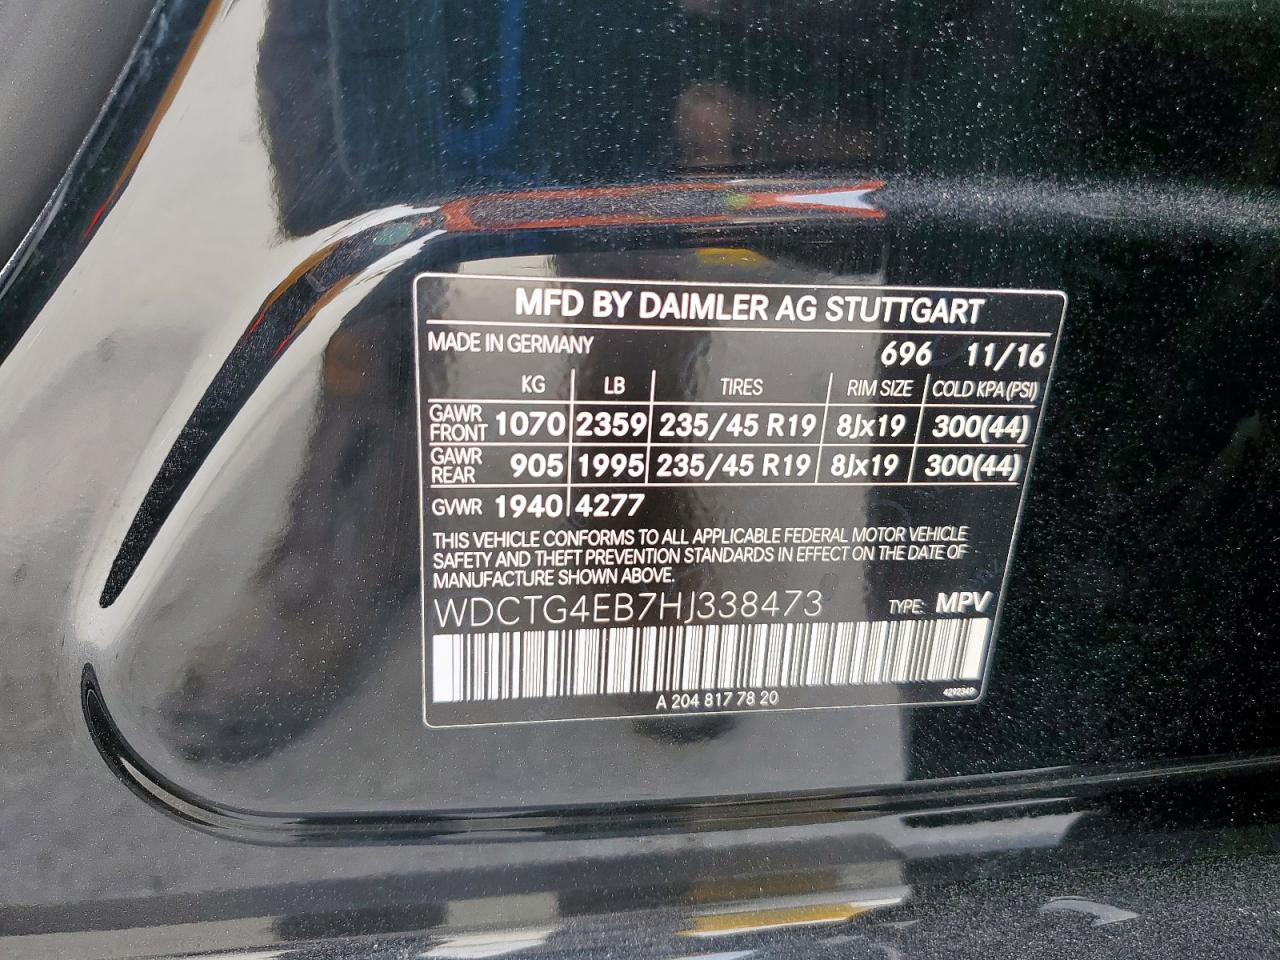 MFD BY DAIMLER AG STUTTGART
MADE IN GERMANY 696 11/16
KG LB TIRES RIM SIZE COLD KPA(PSI)
GAWR FRONT 1070 2359 235/45 R19 8Jx19 300(44)
GAWR REAR 905 1995 235/45 R19 8Jx19 300(44)
GVWR 1940 4277
THIS VEHICLE CONFORMS TO ALL APPLICABLE FEDERAL MOTOR VEHICLE
SAFETY AND THEFT PREVENTION STANDARDS IN EFFECT ON THE DATE OF
MANUFACTURE SHOWN ABOVE.
WDCTG4EB7HJ338473 TYPE: MPV
A 204 817 78 20 4292349